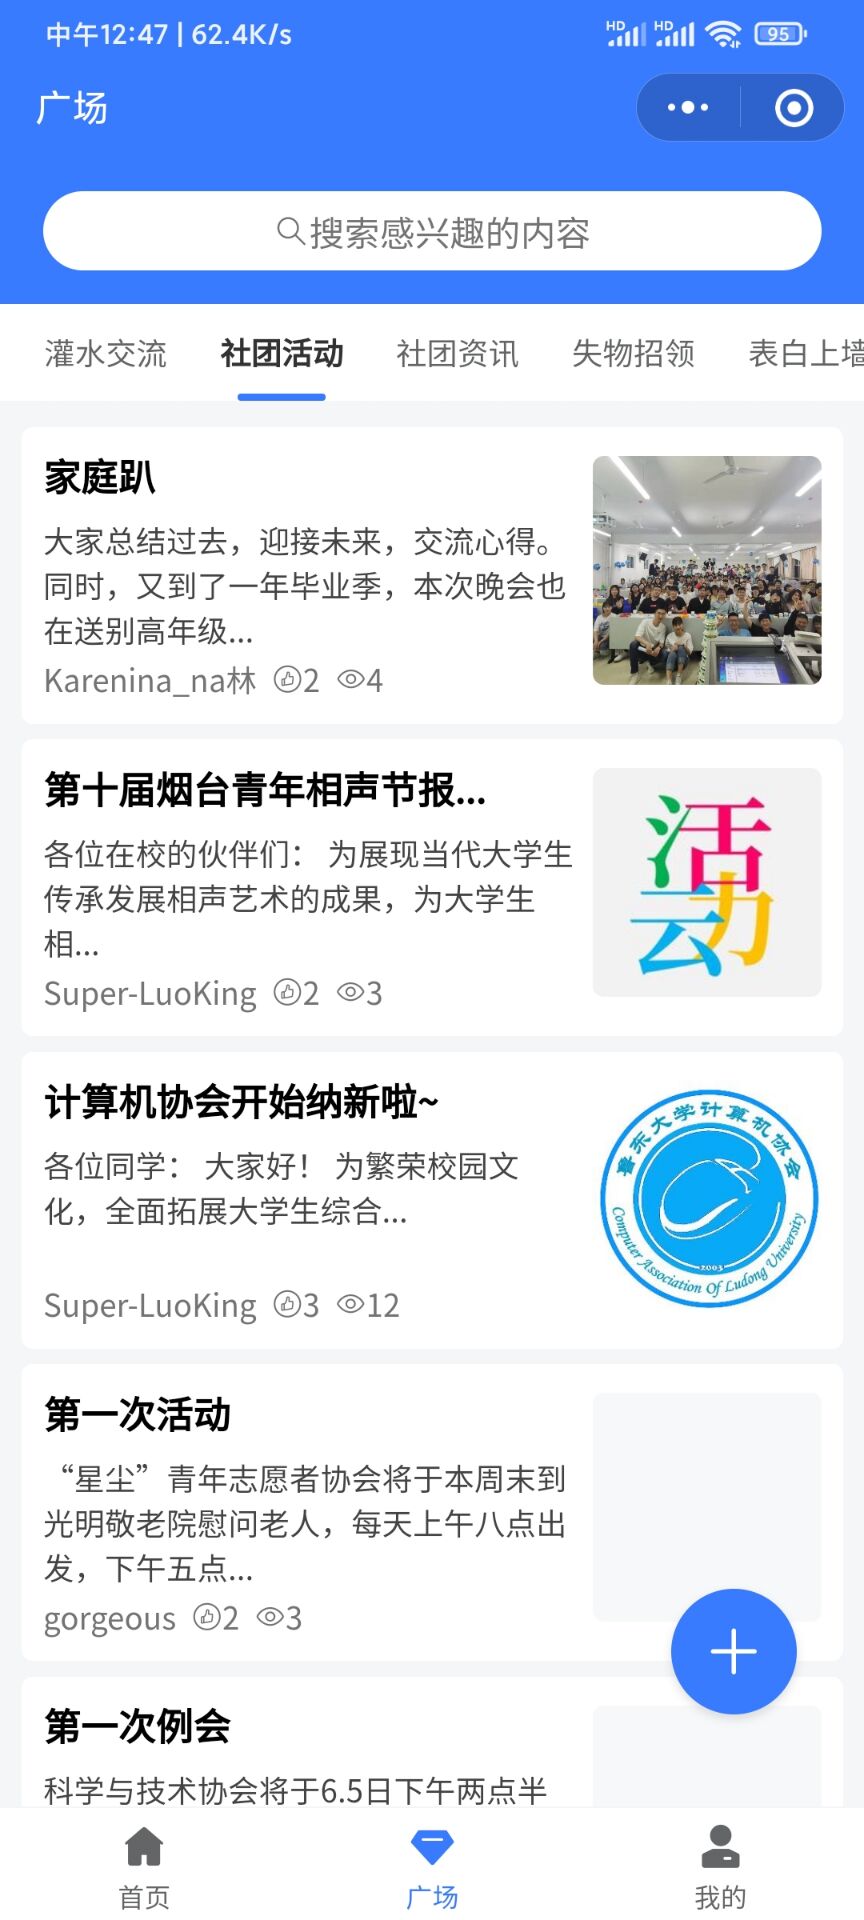 中午12:47 | 62.4K/s
HD HD 95
广场
搜索感兴趣的内容
灌水交流 社团活动 社团资讯 失物招领 表白上墙
家庭趴
大家总结过去，迎接未来，交流心得。
同时，又到了一年毕业季，本次晚会也
在送别高年级...
Karenina_na林 2 4
第十届烟台青年相声节报...
各位在校的伙伴们： 为展现当代大学生
传承发展相声艺术的成果，为大学生
相...
Super-LuoKing 2 3
活动
计算机协会开始纳新啦~
各位同学： 大家好！ 为繁荣校园文
化，全面拓展大学生综合...
Super-LuoKing 3 12
鲁东大学计算机协会
2003
Computer Association Of Ludong University
第一次活动
“星尘”青年志愿者协会将于本周末到
光明敬老院慰问老人，每天上午八点出
发，下午五点...
gorgeous 2 3
第一次例会
科学与技术协会将于6.5日下午两点半
首页 广场 我的